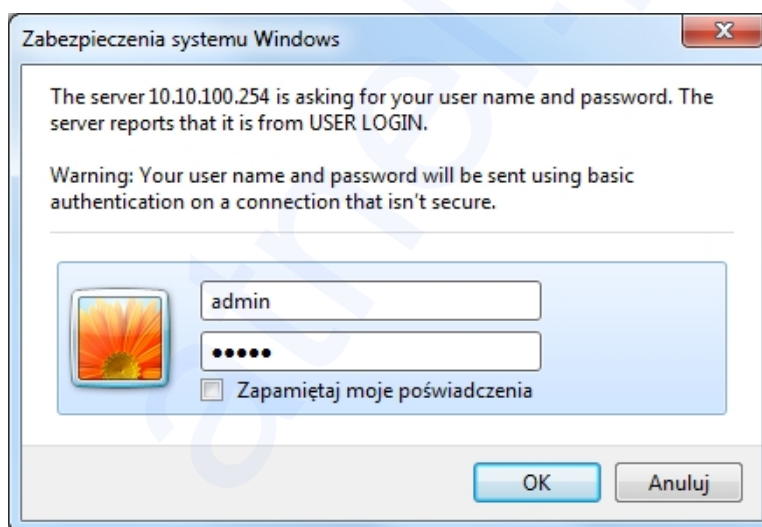 Zabezpieczenia systemu Windows
The server 10.10.100.254 is asking for your user name and password. The
server reports that it is from USER LOGIN.
Warning: Your user name and password will be sent using basic
authentication on a connection that isn't secure.
admin
●●●●●
Zapamiętaj moje poświadczenia
OK
Anuluj